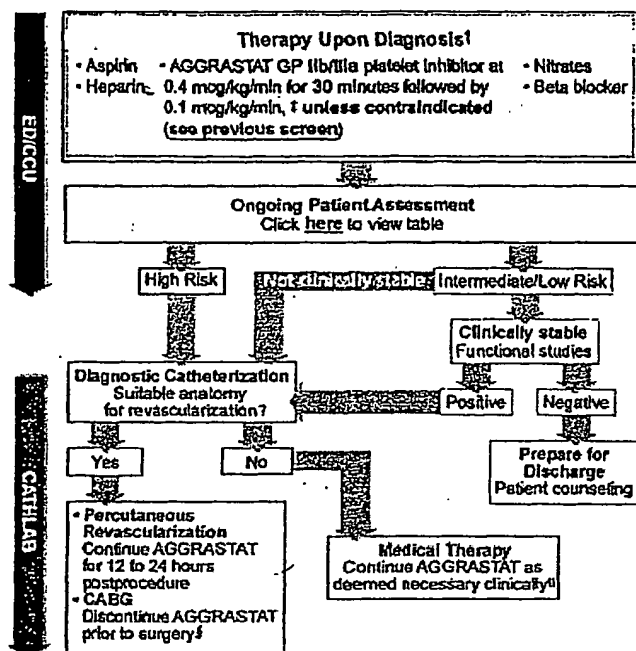 Therapy Upon Diagnosis†
• Aspirin • AGGRASTAT GP IIb/IIIa platelet inhibitor at • Nitrates
• Heparin 0.4 mcg/kg/min for 30 minutes followed by • Beta blocker
0.1 mcg/kg/min, ‡ unless contraindicated
(see previous screen)
ED/CCU
Ongoing Patient Assessment
Click here to view table
High Risk
Not clinically stable
Intermediate/Low Risk
Clinically stable
Functional studies
Diagnostic Catheterization
Suitable anatomy
for revascularization?
Positive
Negative
Yes
No
Prepare for
Discharge
Patient counseling
CATH LAB
• Percutaneous
Revascularization
Continue AGGRASTAT
for 12 to 24 hours
postprocedure
• CABG
Discontinue AGGRASTAT
prior to surgery§
Medical Therapy
Continue AGGRASTAT as
deemed necessary clinically